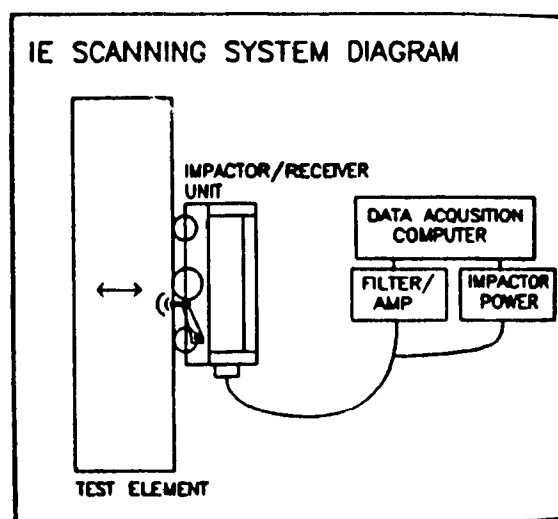 IE SCANNING SYSTEM DIAGRAM
IMPACTOR/RECEIVER
UNIT
DATA ACQUSITION
COMPUTER
FILTER/
AMP
IMPACTOR
POWER
TEST ELEMENT